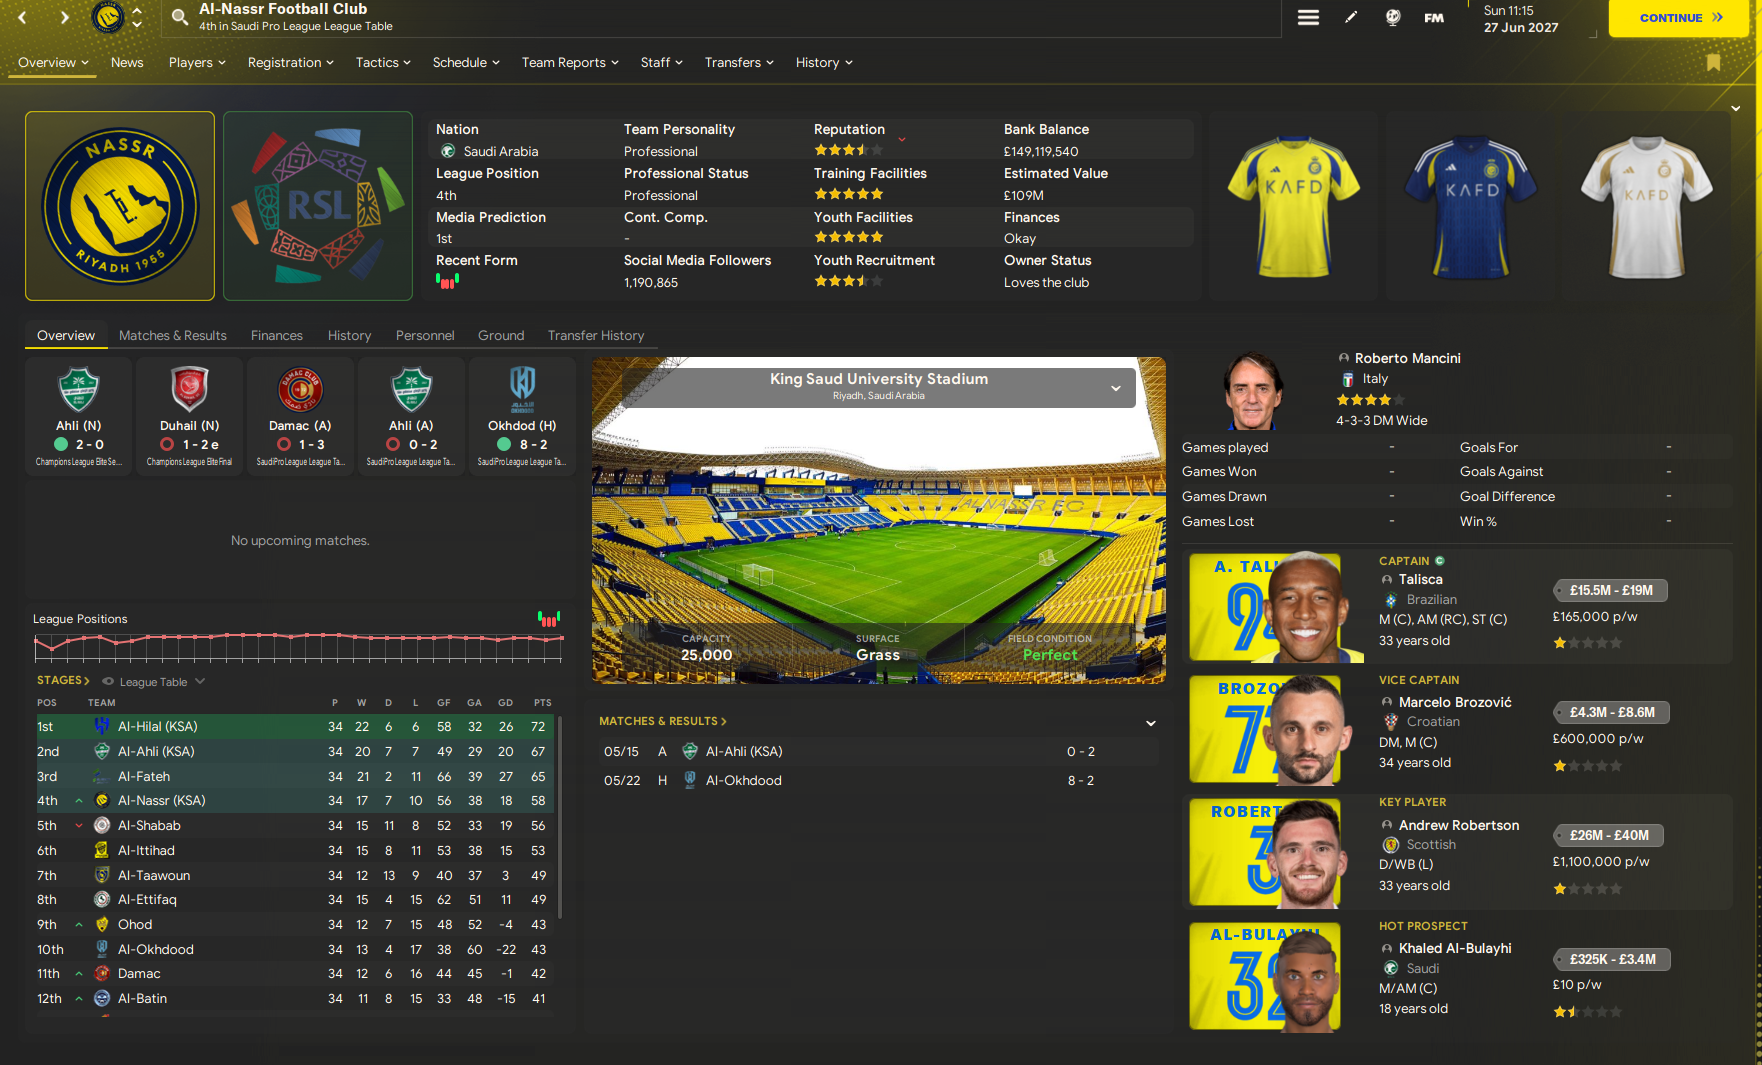 Al-Nassr Football Club
4th in Saudi Pro League League Table
FM
Sun 11:15
27 Jun 2027
CONTINUE
Overview
News
Players
Registration
Tactics
Schedule
Team Reports
Staff
Transfers
History
NASSR
RIYADH 1955
RSL
Nation
Saudi Arabia
League Position
4th
Media Prediction
1st
Recent Form
Team Personality
Professional
Professional Status
Professional
Cont. Comp.
-
Social Media Followers
1,190,865
Reputation
Training Facilities
Youth Facilities
Youth Recruitment
Bank Balance
£149,119,540
Estimated Value
£109M
Finances
Okay
Owner Status
Loves the club
KAFD
KAFD
KAFD
Overview
Matches & Results
Finances
History
Personnel
Ground
Transfer History
Ahli (N)
2 - 0
Champions League Elite Se...
Duhail (N)
1 - 2 e
Champions League Elite Final
Damac (A)
1 - 3
Saudi Pro League League Ta...
Ahli (A)
0 - 2
Saudi Pro League League Ta...
Okhdod (H)
8 - 2
Saudi Pro League League Ta...
No upcoming matches.
League Positions
STAGES
League Table
POS TEAM P W D L GF GA GD PTS
1st Al-Hilal (KSA) 34 22 6 6 58 32 26 72
2nd Al-Ahli (KSA) 34 20 7 7 49 29 20 67
3rd Al-Fateh 34 21 2 11 66 39 27 65
4th Al-Nassr (KSA) 34 17 7 10 56 38 18 58
5th Al-Shabab 34 15 11 8 52 33 19 56
6th Al-Ittihad 34 15 8 11 53 38 15 53
7th Al-Taawoun 34 12 13 9 40 37 3 49
8th Al-Ettifaq 34 15 4 15 62 51 11 49
9th Ohod 34 12 7 15 48 52 -4 43
10th Al-Okhdood 34 13 4 17 38 60 -22 43
11th Damac 34 12 6 16 44 45 -1 42
12th Al-Batin 34 11 8 15 33 48 -15 41
King Saud University Stadium
Riyadh, Saudi Arabia
ALNASSR FC
CAPACITY
25,000
SURFACE
Grass
FIELD CONDITION
Perfect
MATCHES & RESULTS
05/15 A Al-Ahli (KSA) 0 - 2
05/22 H Al-Okhdood 8 - 2
Roberto Mancini
Italy
4-3-3 DM Wide
Games played - Goals For -
Games Won - Goals Against -
Games Drawn - Goal Difference -
Games Lost - Win % -
A. TALI
94
CAPTAIN C
Talisca
Brazilian
M (C), AM (RC), ST (C)
33 years old
£15.5M - £19M
£165,000 p/w
BROZO
77
VICE CAPTAIN
Marcelo Brozović
Croatian
DM, M (C)
34 years old
£4.3M - £8.6M
£600,000 p/w
ROBERT
3
KEY PLAYER
Andrew Robertson
Scottish
D/WB (L)
33 years old
£26M - £40M
£1,100,000 p/w
AL-BULAYHI
32
HOT PROSPECT
Khaled Al-Bulayhi
Saudi
M/AM (C)
18 years old
£325K - £3.4M
£10 p/w